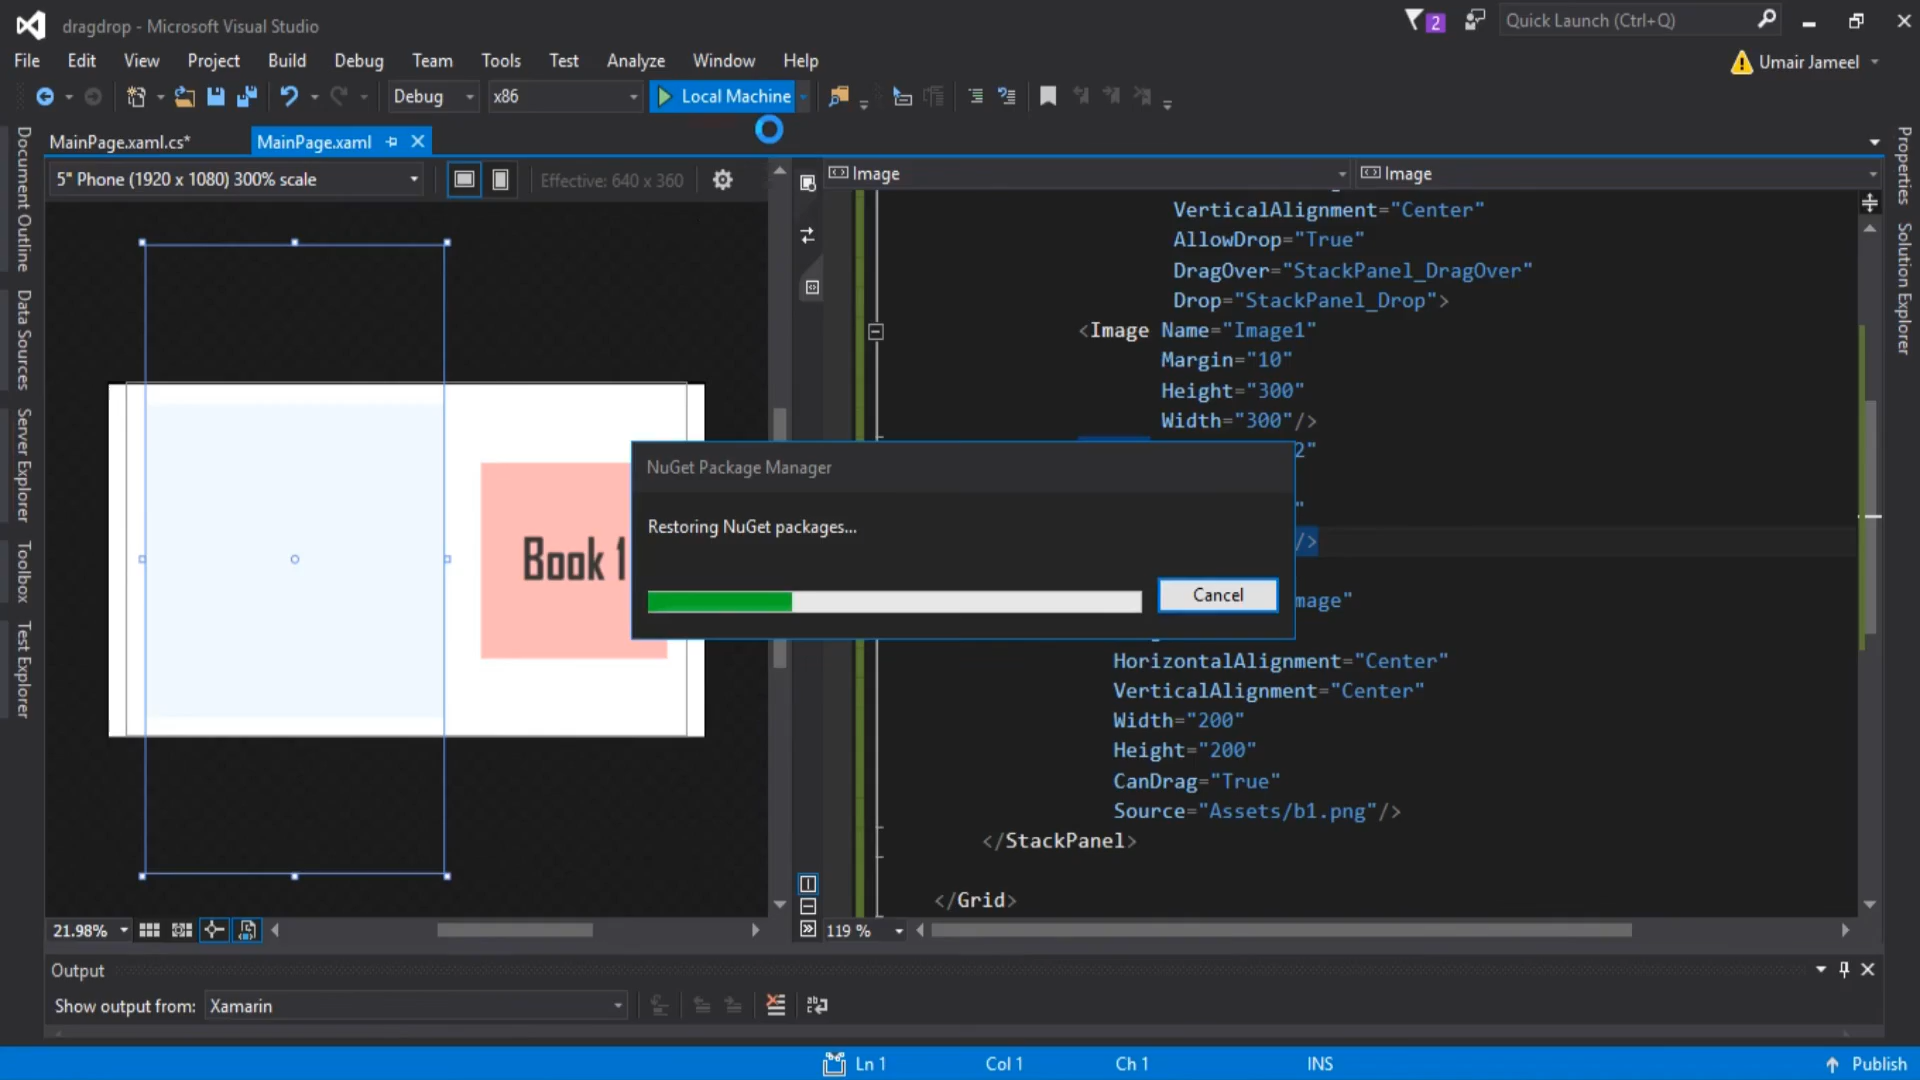 dragdrop - Microsoft Visual Studio
2
Quick Launch (Ctrl+Q)
File Edit View Project Build Debug Team Tools Test Analyze Window Help
Umair Jameel
Debug x86 Local Machine
MainPage.xaml.cs* MainPage.xaml
5" Phone (1920 x 1080) 300% scale
Effective: 640 x 360
Image Image
Document Outline
Data Sources
Server Explorer
Toolbox
Test Explorer
Properties
Solution Explorer
VerticalAlignment="Center"
AllowDrop="True"
DragOver="StackPanel_DragOver"
Drop="StackPanel_Drop">
<Image Name="Image1"
Margin="10"
Height="300"
Width="300"/>
2"
"
/>
mage"
HorizontalAlignment="Center"
VerticalAlignment="Center"
Width="200"
Height="200"
CanDrag="True"
Source="Assets/b1.png"/>
</StackPanel>
</Grid>
Book 1
NuGet Package Manager
Restoring NuGet packages...
Cancel
21.98%
119 %
Output
Show output from: Xamarin
Ln 1 Col 1 Ch 1 INS Publish